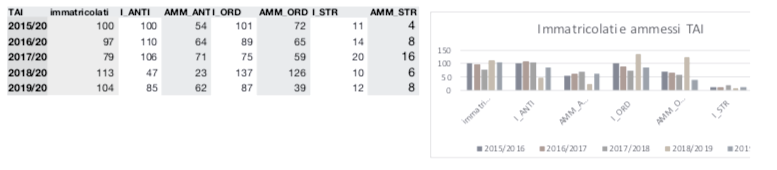 TAI immatricolati I_ANTI AMM_ANTI I_ORD AMM_ORD I_STR AMM_STR
2015/20 100 100 54 101 72 11 4
2016/20 97 110 64 89 65 14 8
2017/20 79 106 71 75 59 20 16
2018/20 113 47 23 137 126 10 6
2019/20 104 85 62 87 39 12 8
Immatricolati e ammessi TAI
150
100
50
0
immatri...
I_ANTI
AMM_A...
I_ORD
AMM_O...
I_STR
2015/2016 2016/2017 2017/2018 2018/2019 201